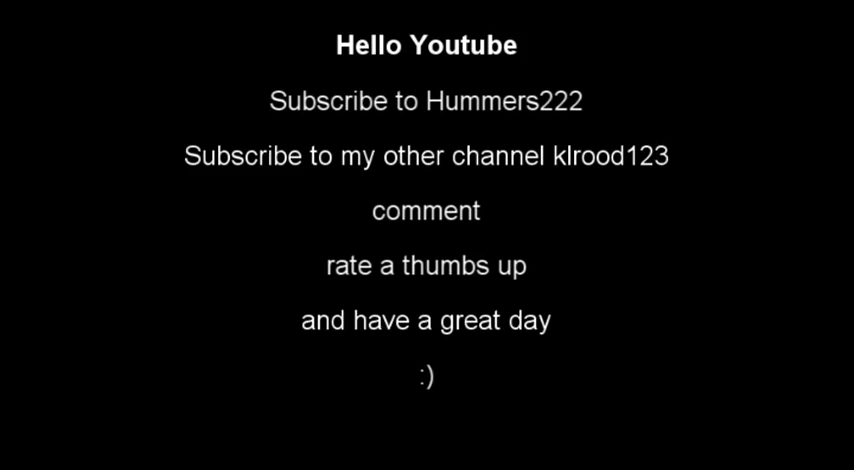 Hello Youtube
Subscribe to Hummers222
Subscribe to my other channel klrood123
comment
rate a thumbs up
and have a great day
:)